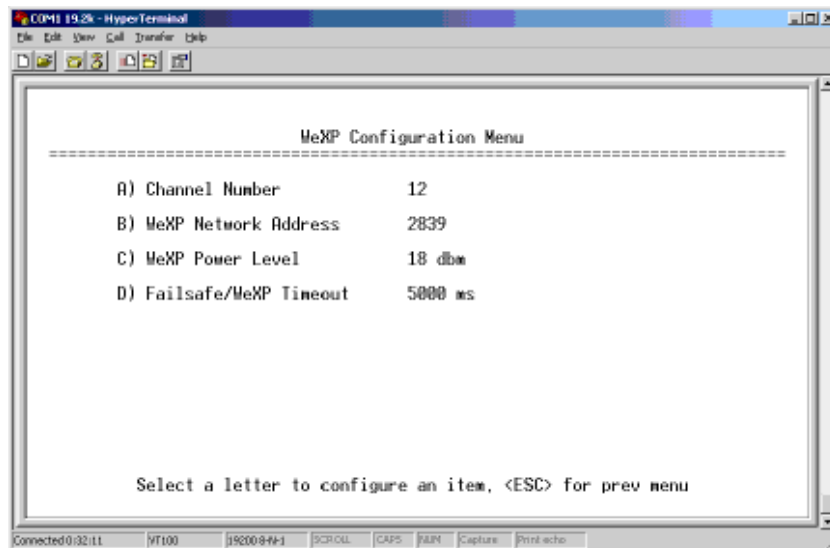 COM1 19.2k - HyperTerminal
File Edit View Call Transfer Help
WeXP Configuration Menu
===========================================================================
A) Channel Number 12
B) WeXP Network Address 2839
C) WeXP Power Level 18 dbm
D) Failsafe/WeXP Timeout 5000 ms
Select a letter to configure an item, <ESC> for prev menu
Connected 0:32:11 VT100 19200 8-N-1 SCROLL CAPS NUM Capture Print echo